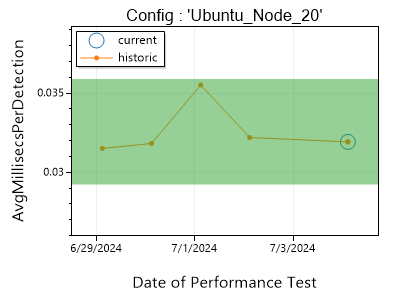 Config : 'Ubuntu_Node_20'
current
historic
AvgMillisecsPerDetection
0.035
0.03
6/29/2024
7/1/2024
7/3/2024
Date of Performance Test